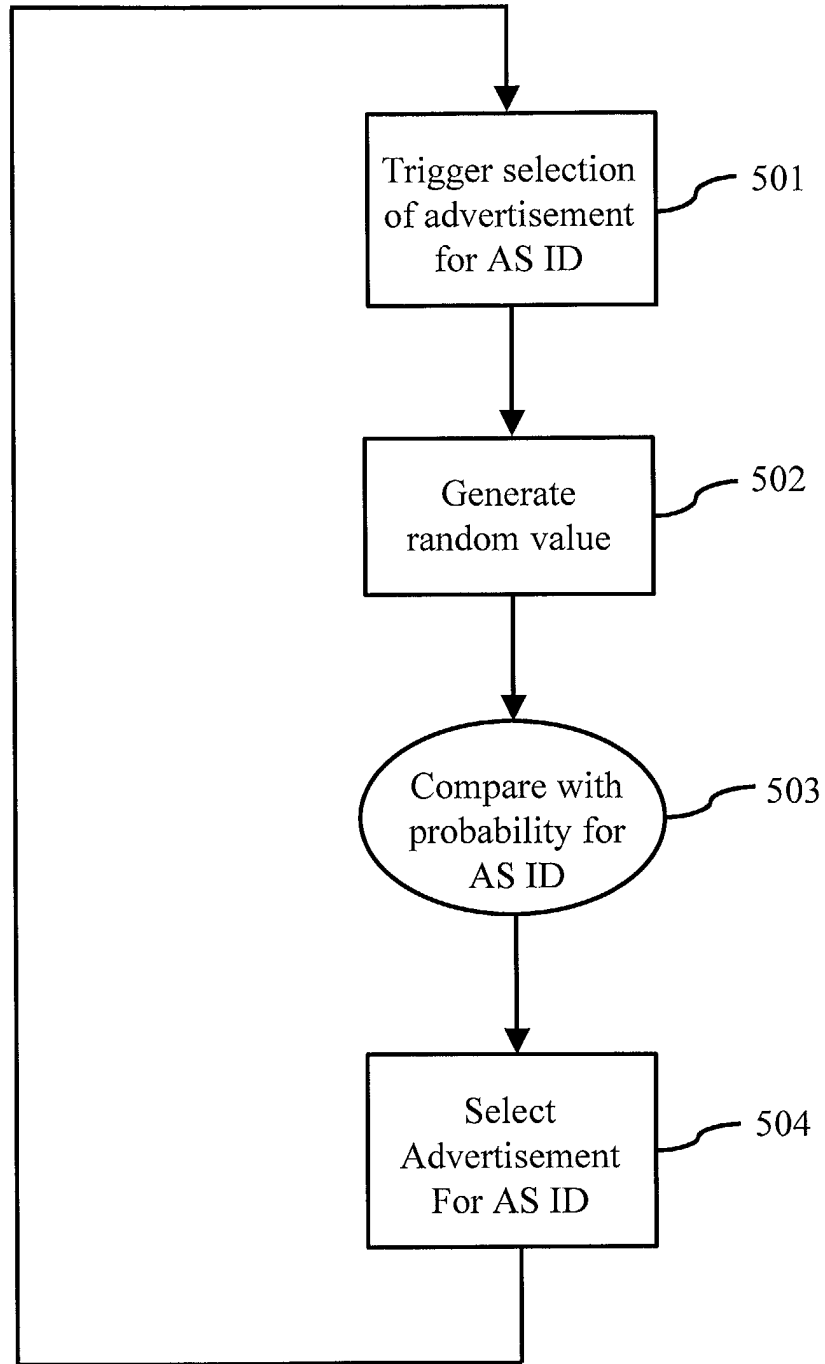 Trigger selection
of advertisement
for AS ID
501
Generate
random value
502
Compare with
probability for
AS ID
503
Select
Advertisement
For AS ID
504